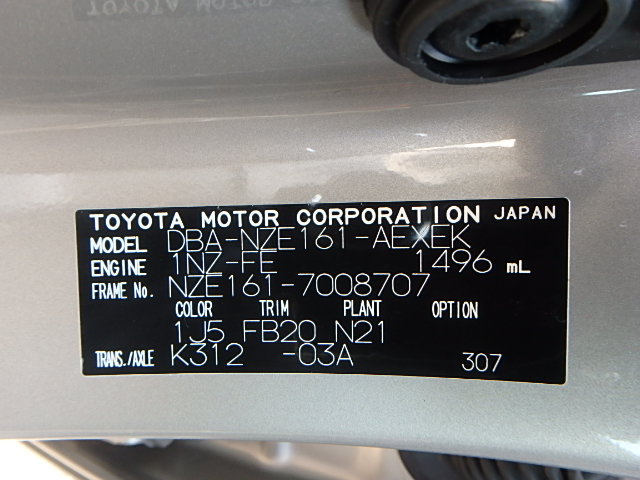 TOYOTA MOTOR CORPORATION JAPAN
MODEL DBA-NZE161-AEXEK
ENGINE 1NZ-FE 1496 mL
FRAME No. NZE161-7008707
COLOR TRIM PLANT OPTION
1J5 FB20 N21
TRANS./AXLE K312 -03A 307